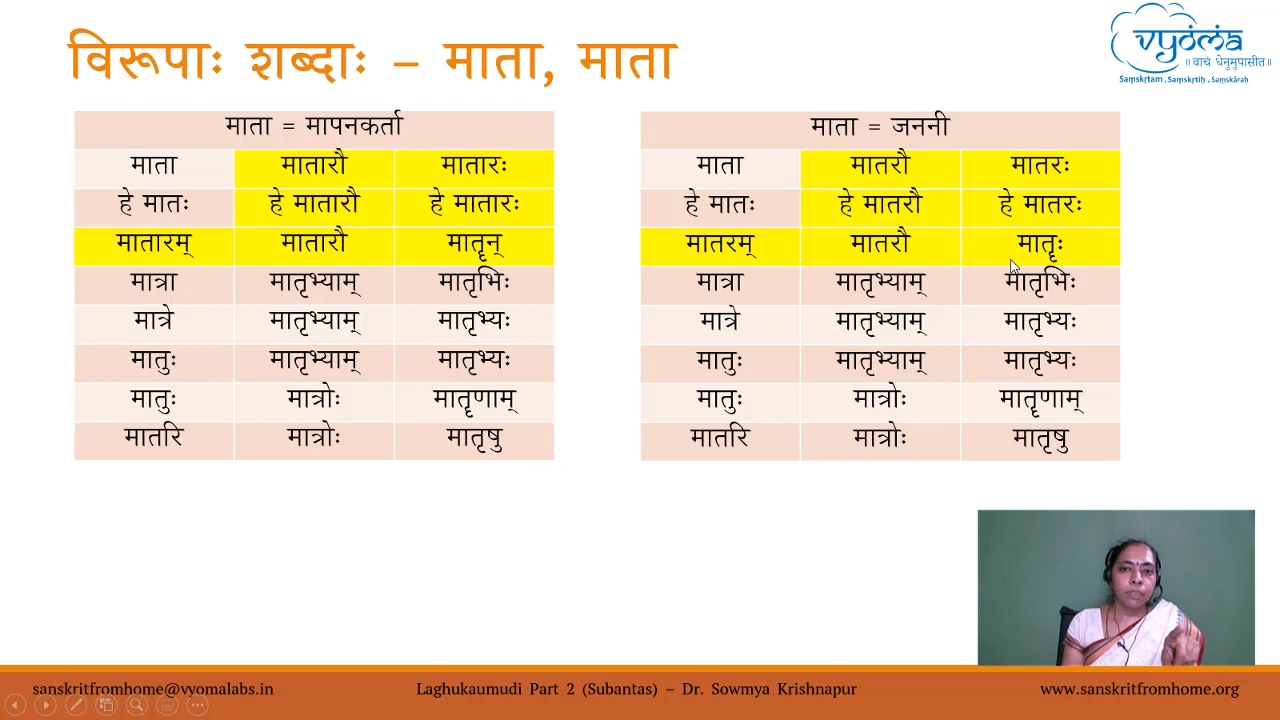 विरूपाः शब्दाः – माता, माता
vyoma
॥ वाचं धेनुमुपासीत॥
Saṃskṛtam . Saṃskṛtiḥ , Saṃskārāḥ
माता = मापनकर्ता
माता मातारौ मातारः
हे मातः हे मातारौ हे मातारः
मातारम् मातारौ मातॄन्
मात्रा मातृभ्याम् मातृभिः
मात्रे मातृभ्याम् मातृभ्यः
मातुः मातृभ्याम् मातृभ्यः
मातुः मात्रोः मातॄणाम्
मातरि मात्रोः मातृषु
माता = जननी
माता मातरौ मातरः
हे मातः हे मातरौ हे मातरः
मातरम् मातरौ मातॄः
मात्रा मातृभ्याम् मातृभिः
मात्रे मातृभ्याम् मातृभ्यः
मातुः मातृभ्याम् मातृभ्यः
मातुः मात्रोः मातॄणाम्
मातरि मात्रोः मातृषु
sanskritfromhome@vyomalabs.in
Laghukaumudi Part 2 (Subantas) – Dr. Sowmya Krishnapur
www.sanskritfromhome.org